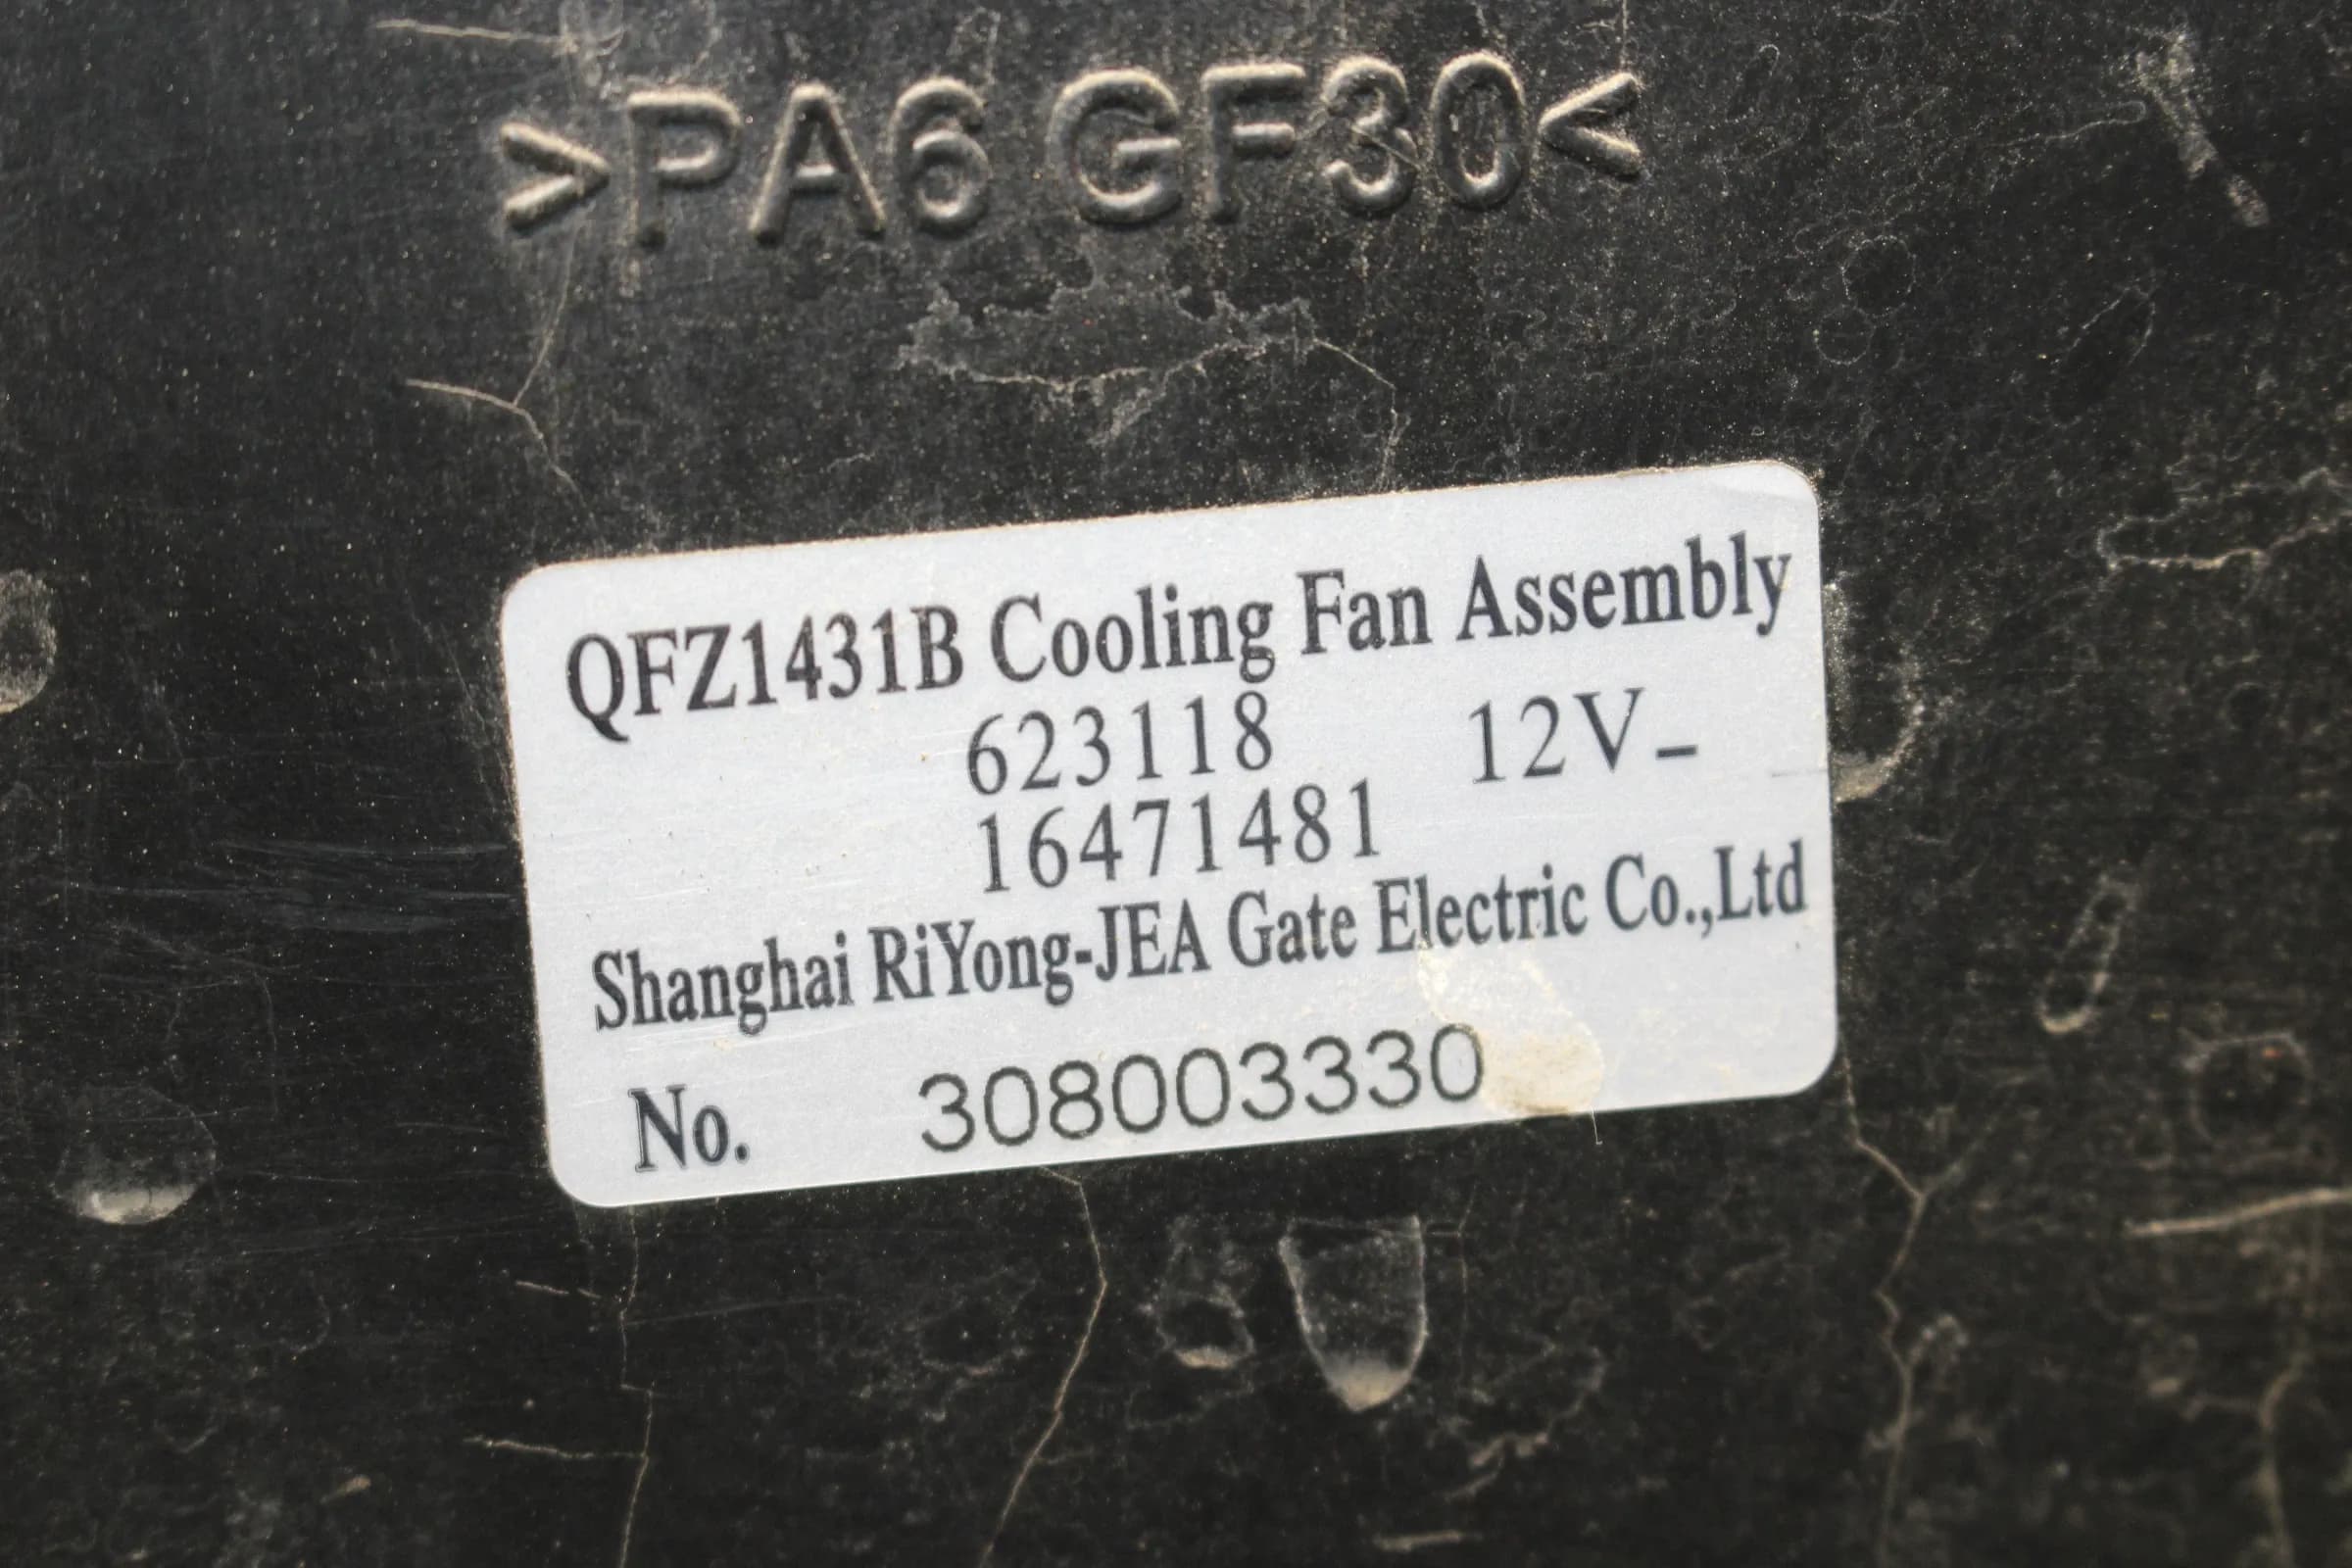 >PA6 GF30<
QFZ1431B Cooling Fan Assembly
623118 12V-
16471481
Shanghai RiYong-JEA Gate Electric Co.,Ltd
No. 308003330